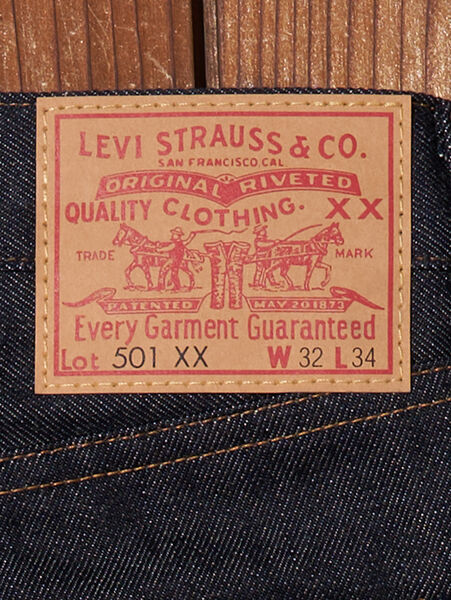 LEVI STRAUSS & CO.
SAN FRANCISCO, CAL
ORIGINAL RIVETED
QUALITY CLOTHING. XX
TRADE MARK
PATENTED MAY 20 1873
Every Garment Guaranteed
Lot 501 XX W 32 L 34